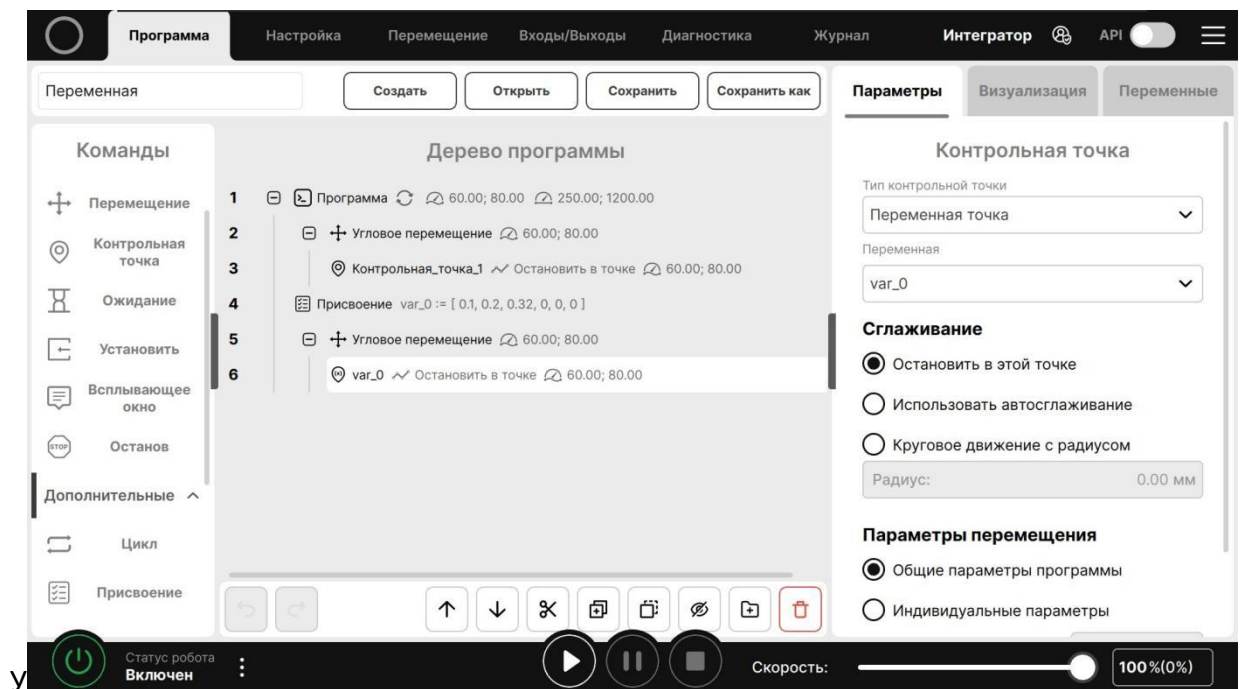 Программа Настройка Перемещение Входы/Выходы Диагностика Журнал Интегратор API
Переменная Создать Открыть Сохранить Сохранить как Параметры Визуализация Переменные
Команды
Перемещение
Контрольная
точка
Ожидание
Установить
Всплывающее
окно
STOP Останов
Дополнительные
Цикл
Присвоение
Дерево программы
1 Программа 60.00; 80.00 250.00; 1200.00
2 Угловое перемещение 60.00; 80.00
3 Контрольная_точка_1 Остановить в точке 60.00; 80.00
4 Присвоение var_0 := [ 0.1, 0.2, 0.32, 0, 0, 0 ]
5 Угловое перемещение 60.00; 80.00
6 var_0 Остановить в точке 60.00; 80.00
Контрольная точка
Тип контрольной точки
Переменная точка
Переменная
var_0
Сглаживание
Остановить в этой точке
Использовать автосглаживание
Круговое движение с радиусом
Радиус: 0.00 мм
Параметры перемещения
Общие параметры программы
Индивидуальные параметры
У
Статус робота
Включен
Скорость: 100%(0%)